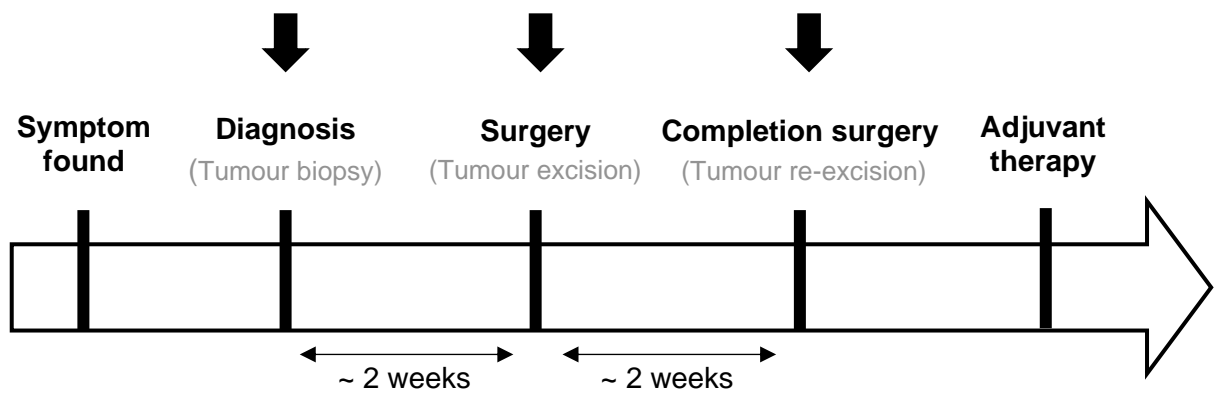 Symptom
found
Diagnosis
(Tumour biopsy)
Surgery
(Tumour excision)
Completion surgery
(Tumour re-excision)
Adjuvant
therapy
~ 2 weeks
~ 2 weeks